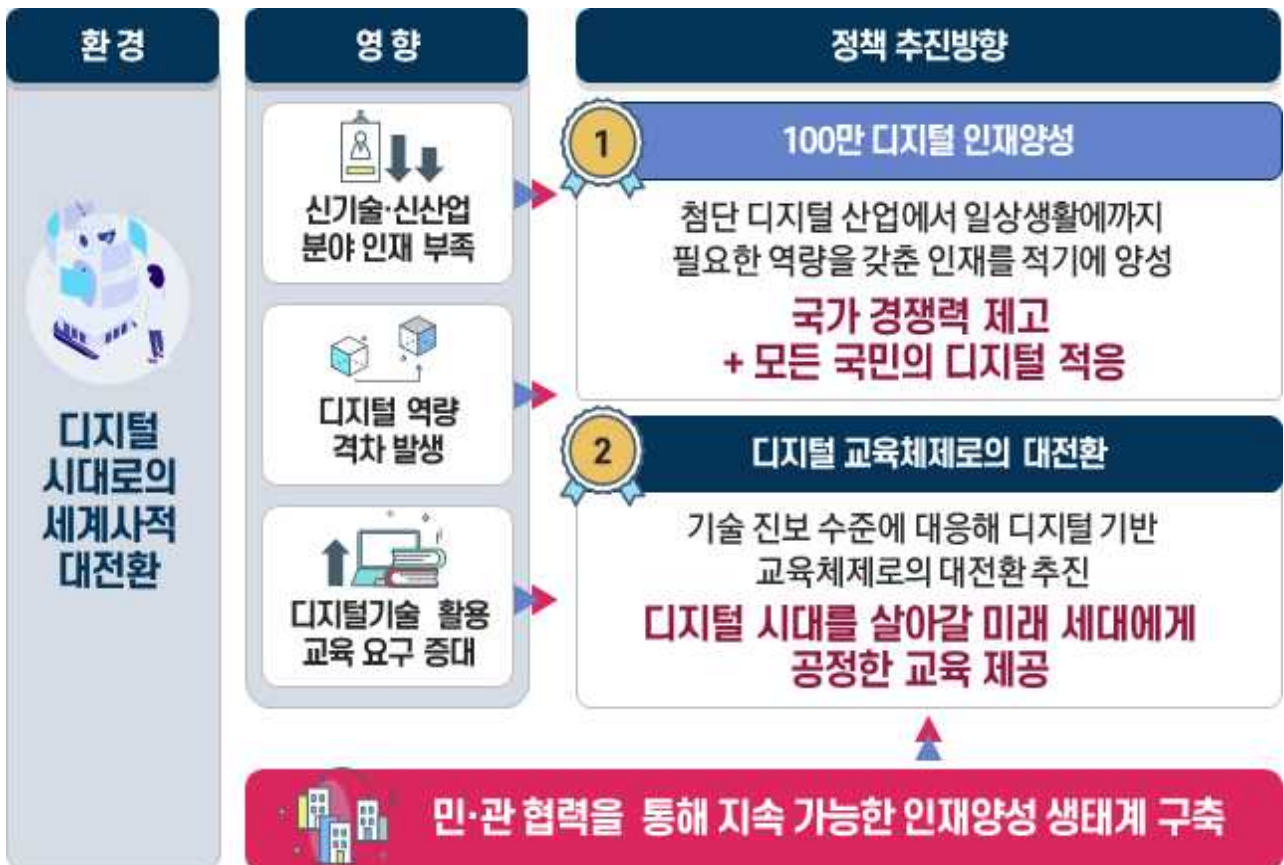 환경
영향
정책 추진방향
디지털
시대로의
세계사적
대전환
신기술·신산업
분야 인재 부족
디지털 역량
격차 발생
디지털기술 활용
교육 요구 증대
1
100만 디지털 인재양성
첨단 디지털 산업에서 일상생활에까지
필요한 역량을 갖춘 인재를 적기에 양성
국가 경쟁력 제고
+ 모든 국민의 디지털 적응
2
디지털 교육체제로의 대전환
기술 진보 수준에 대응해 디지털 기반
교육체제로의 대전환 추진
디지털 시대를 살아갈 미래 세대에게
공정한 교육 제공
민·관 협력을 통해 지속 가능한 인재양성 생태계 구축